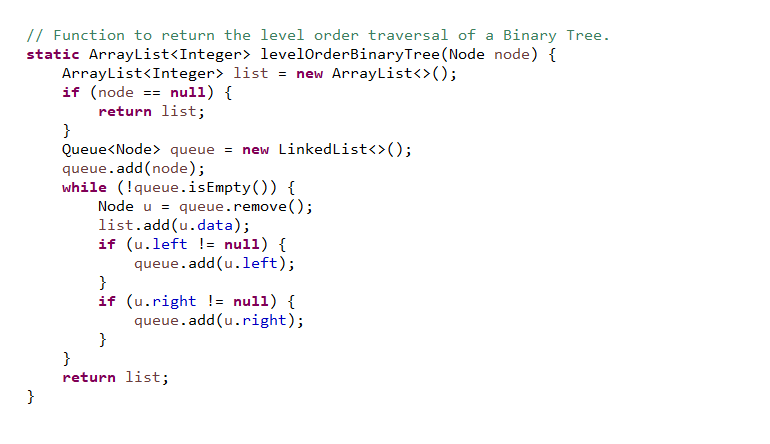 // Function to return the level order traversal of a Binary Tree.
static ArrayList<Integer> levelOrderBinaryTree(Node node) {
    ArrayList<Integer> list = new ArrayList<>();
    if (node == null) {
        return list;
    }
    Queue<Node> queue = new LinkedList<>();
    queue.add(node);
    while (!queue.isEmpty()) {
        Node u = queue.remove();
        list.add(u.data);
        if (u.left != null) {
            queue.add(u.left);
        }
        if (u.right != null) {
            queue.add(u.right);
        }
    }
    return list;
}